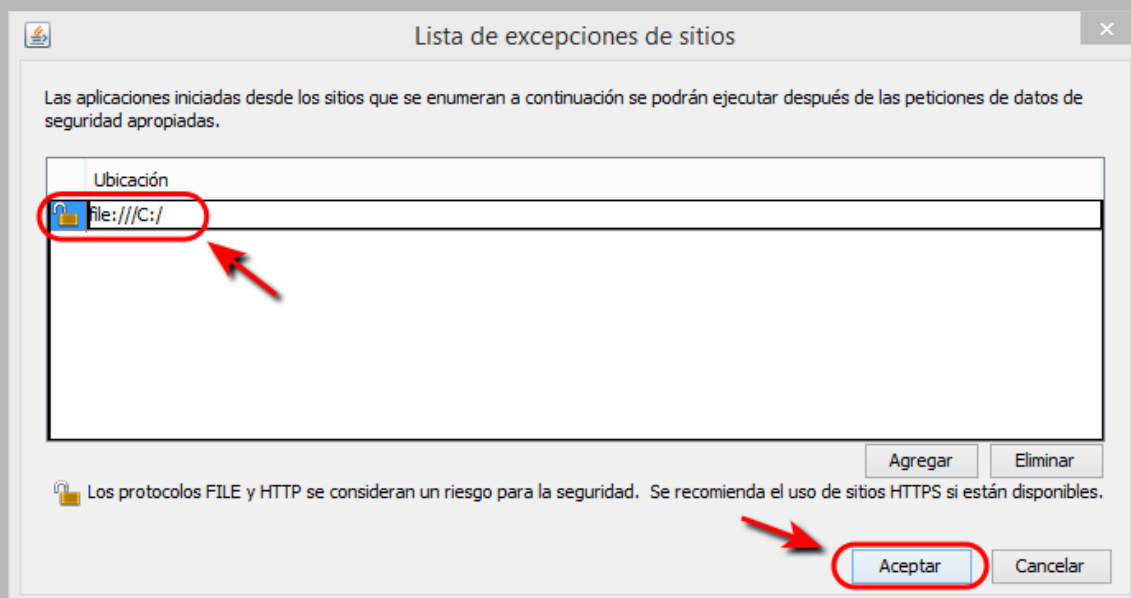 Lista de excepciones de sitios
Las aplicaciones iniciadas desde los sitios que se enumeran a continuación se podrán ejecutar después de las peticiones de datos de
seguridad apropiadas.
Ubicación
file:///C:/
Agregar Eliminar
Los protocolos FILE y HTTP se consideran un riesgo para la seguridad. Se recomienda el uso de sitios HTTPS si están disponibles.
Aceptar Cancelar